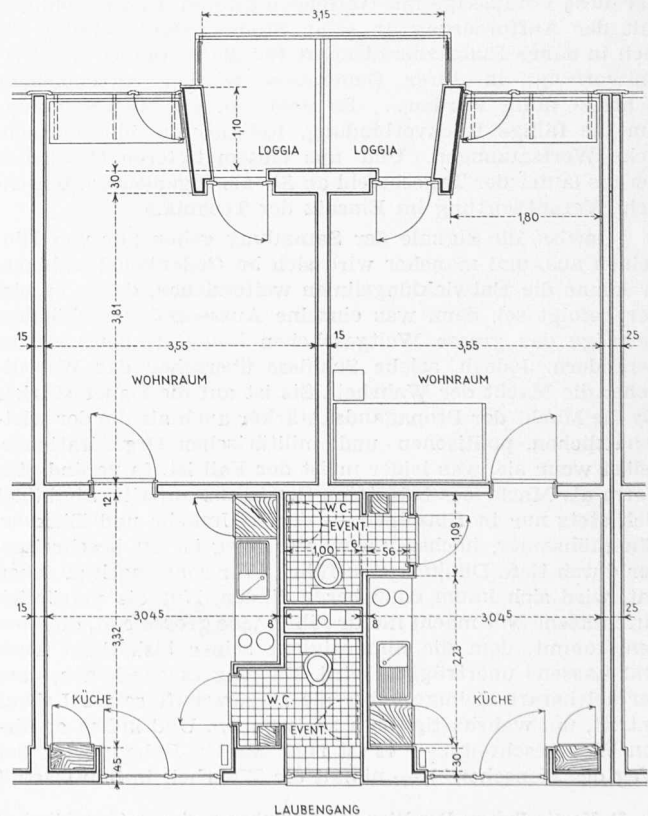 3,15
1,10
LOGGIA LOGGIA
30
1,80
3,81
15 3,55 15 3,55 25
WOHNRAUM WOHNRAUM
12
W.C.
EVENT.
1,00 5 56
1,09
15 3,04⁵ 8 8 3,04⁵ 25
3,32
2,23
KÜCHE W.C. KÜCHE
EVENT.
45
30
LAUBENGANG